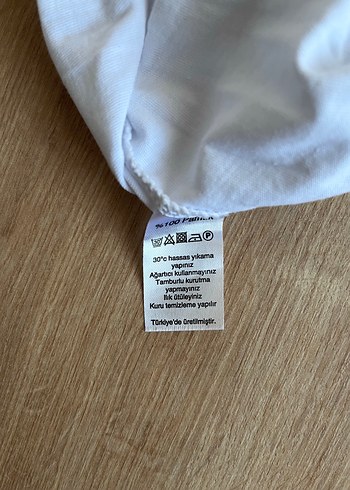 %100 Pamuk
30°c hassas yıkama
yapınız
Ağartıcı kullanmayınız
Tamburlu kurutma
yapmayınız
Ilık ütüleyiniz
Kuru temizleme yapılır
Türkiye'de üretilmiştir.